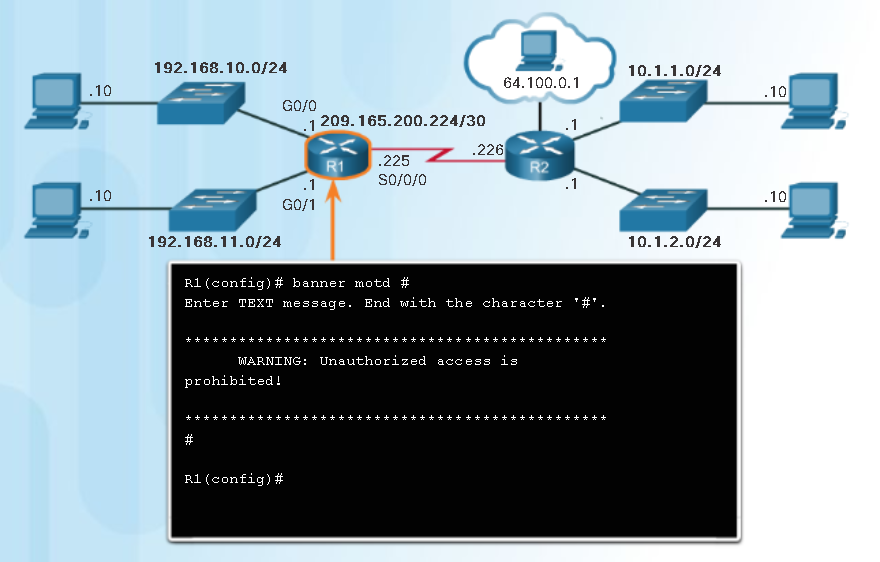 192.168.10.0/24
64.100.0.1
10.1.1.0/24
.10
G0/0
.1
209.165.200.224/30
.1
.10
R1
.225
S0/0/0
.226
R2
.10
.1
G0/1
.1
.10
192.168.11.0/24
10.1.2.0/24
R1(config)# banner motd #
Enter TEXT message. End with the character '#'.
***********************************************
WARNING: Unauthorized access is
prohibited!
***********************************************
#
R1(config)#